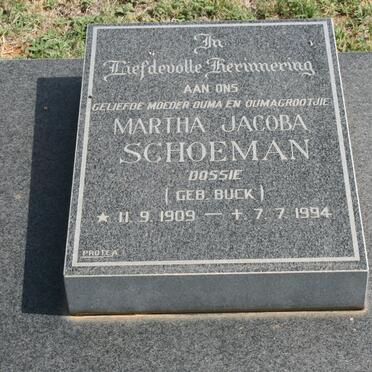 In
Liefdevolle Herinnering
AAN ONS
GELIEFDE MOEDER OUMA EN OUMAGROOTJIE
MARTHA JACOBA
SCHOEMAN
DOSSIE
(GEB. BUCK)
★ 11.9.1909 — + 7.7.1994
PROTEA